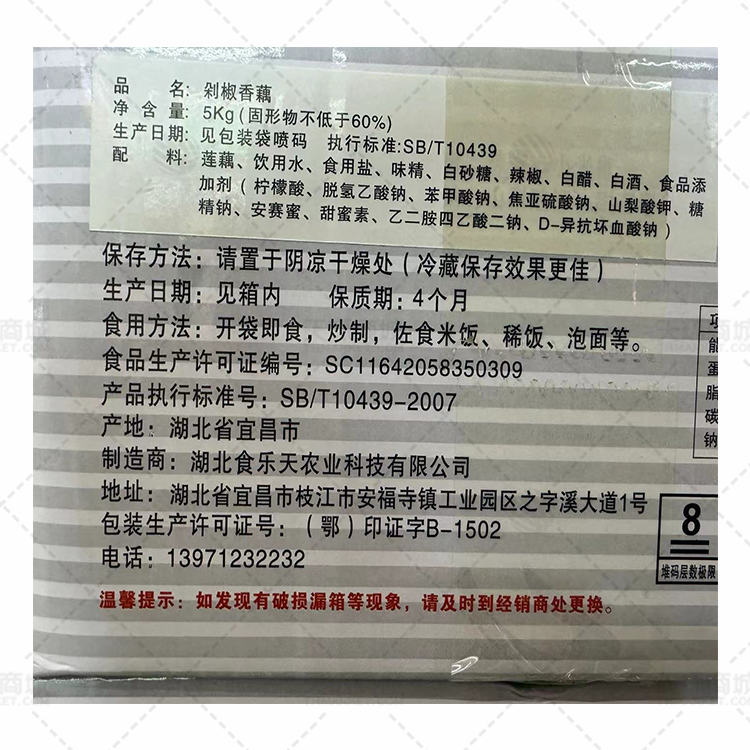 品 名: 剁椒香藕
净 含 量: 5Kg(固形物不低于60%)
生产日期: 见包装袋喷码 执行标准:SB/T10439
配 料: 莲藕、饮用水、食用盐、味精、白砂糖、辣椒、白醋、白酒、食品添
加剂(柠檬酸、脱氢乙酸钠、苯甲酸钠、焦亚硫酸钠、山梨酸钾、糖
精钠、安赛蜜、甜蜜素、乙二胺四乙酸二钠、D-异抗坏血酸钠)
保存方法:请置于阴凉干燥处(冷藏保存效果更佳)
生产日期:见箱内 保质期:4个月
食用方法:开袋即食,炒制,佐食米饭、稀饭、泡面等。
食品生产许可证编号:SC11642058350309
产品执行标准号:SB/T10439-2007
产地:湖北省宜昌市
制造商:湖北食乐天农业科技有限公司
地址:湖北省宜昌市枝江市安福寺镇工业园区之字溪大道1号
包装生产许可证号:(鄂)印证字B-1502
电话:13971232232
温馨提示:如发现有破损漏箱等现象,请及时到经销商处更换。
项
能
蛋
脂
碳
钠
8
堆码层数极限